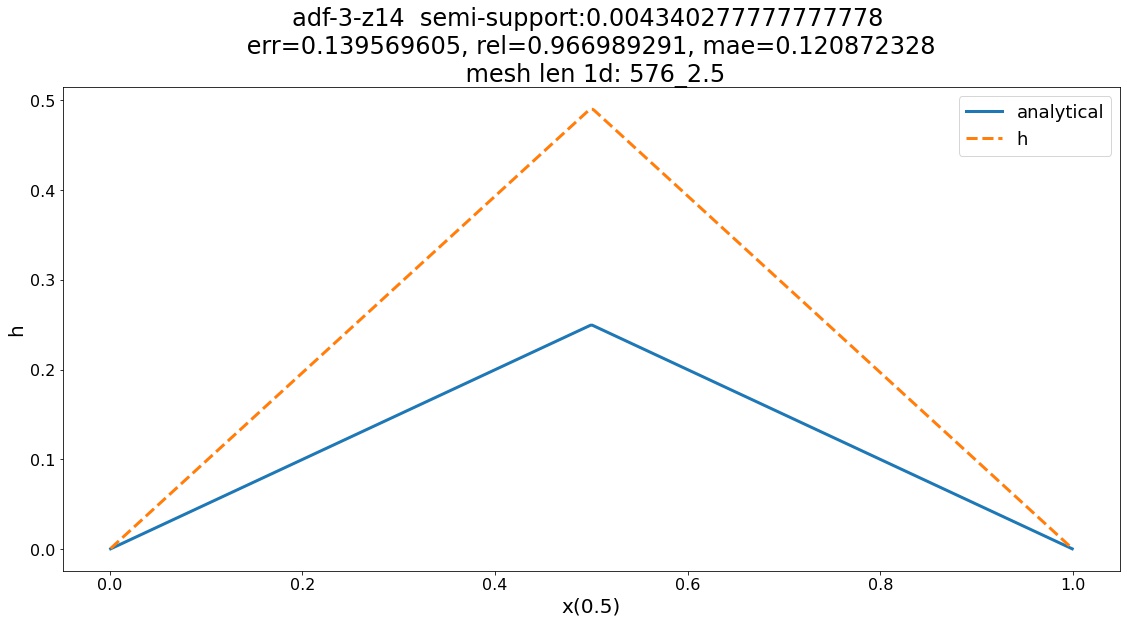 adf-3-z14  semi-support:0.004340277777777778
err=0.139569605, rel=0.966989291, mae=0.120872328
mesh len 1d: 576_2.5
analytical
h
0.5
0.4
0.3
0.2
0.1
0.0
h
0.0 0.2 0.4 0.6 0.8 1.0
x(0.5)